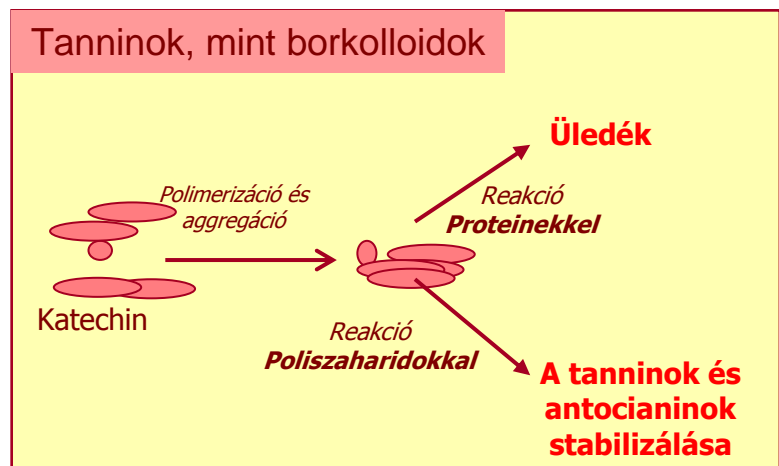 Tanninok, mint borkolloidok
Üledék
Polimerizáció és
aggregáció
Reakció
Proteinekkel
Katechin
Reakció
Poliszaharidokkal
A tanninok és
antocianinok
stabilizálása